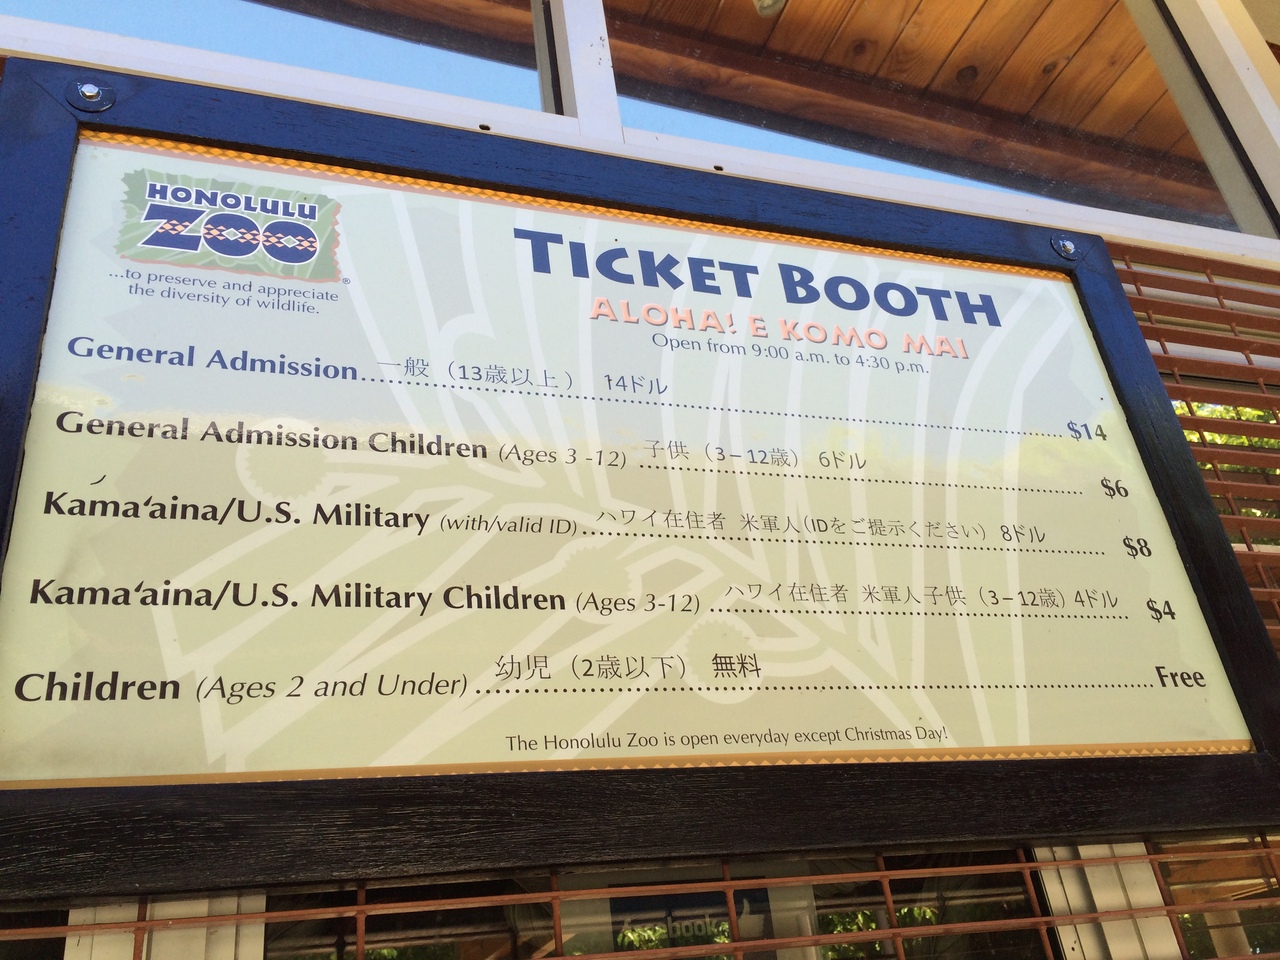 HONOLULU
ZOO
®
...to preserve and appreciate
the diversity of wildlife.
TICKET BOOTH
ALOHA! E KOMO MAI
Open from 9:00 a.m. to 4:30 p.m.
General Admission.... 一般 (13歳以上) 14ドル $14
General Admission Children (Ages 3 -12) .... 子供 (3−12歳) 6ドル $6
Kama‘aina/U.S. Military (with/valid ID) .... ハワイ在住者 米軍人(IDをご提示ください) 8ドル $8
Kama‘aina/U.S. Military Children (Ages 3-12) .... ハワイ在住者 米軍人子供 (3−12歳) 4ドル $4
Children (Ages 2 and Under) .... 幼児 (2歳以下) 無料 Free
The Honolulu Zoo is open everyday except Christmas Day!
facebook